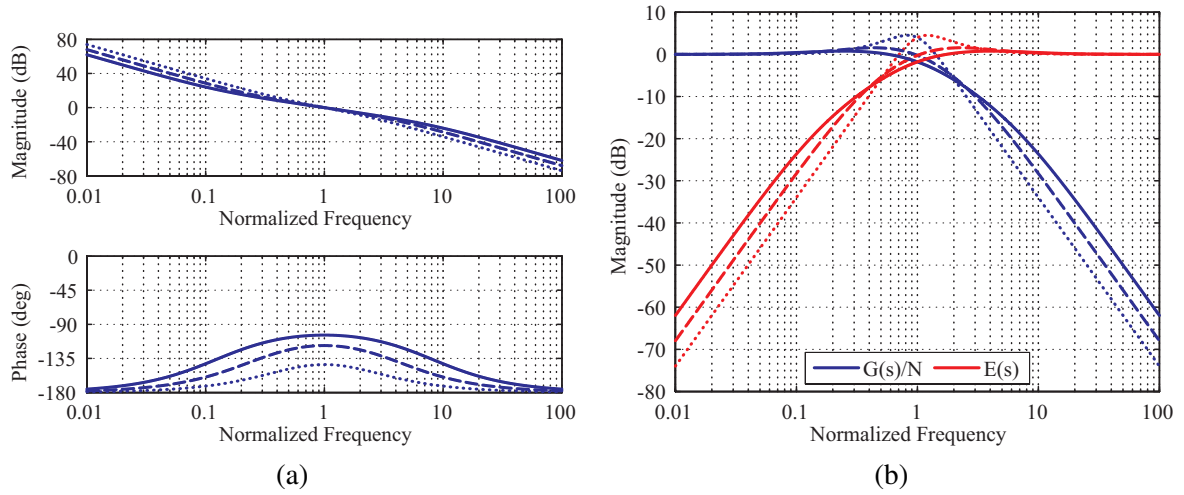 80
40
0
-40
-80
Magnitude (dB)
0.01 0.1 1 10 100
Normalized Frequency
0
-45
-90
-135
-180
Phase (deg)
0.01 0.1 1 10 100
Normalized Frequency
(a)
10
0
-10
-20
-30
-40
-50
-60
-70
-80
Magnitude (dB)
G(s)/N E(s)
0.01 0.1 1 10 100
Normalized Frequency
(b)